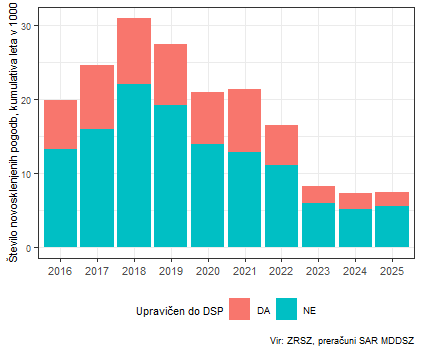 Število novosklenjenih pogodb, kumulativa leta v 1000
30
20
10
0
2016 2017 2018 2019 2020 2021 2022 2023 2024 2025
Upravičen do DSP DA NE
Vir: ZRSZ, preračuni SAR MDDSZ